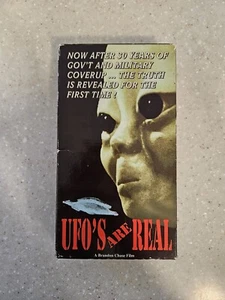 NOW AFTER 30 YEARS OF
GOV'T AND MILITARY
COVERUP ... THE TRUTH
IS REVEALED FOR THE
FIRST TIME!
UFO'S ARE REAL
A Brandon Chase Film